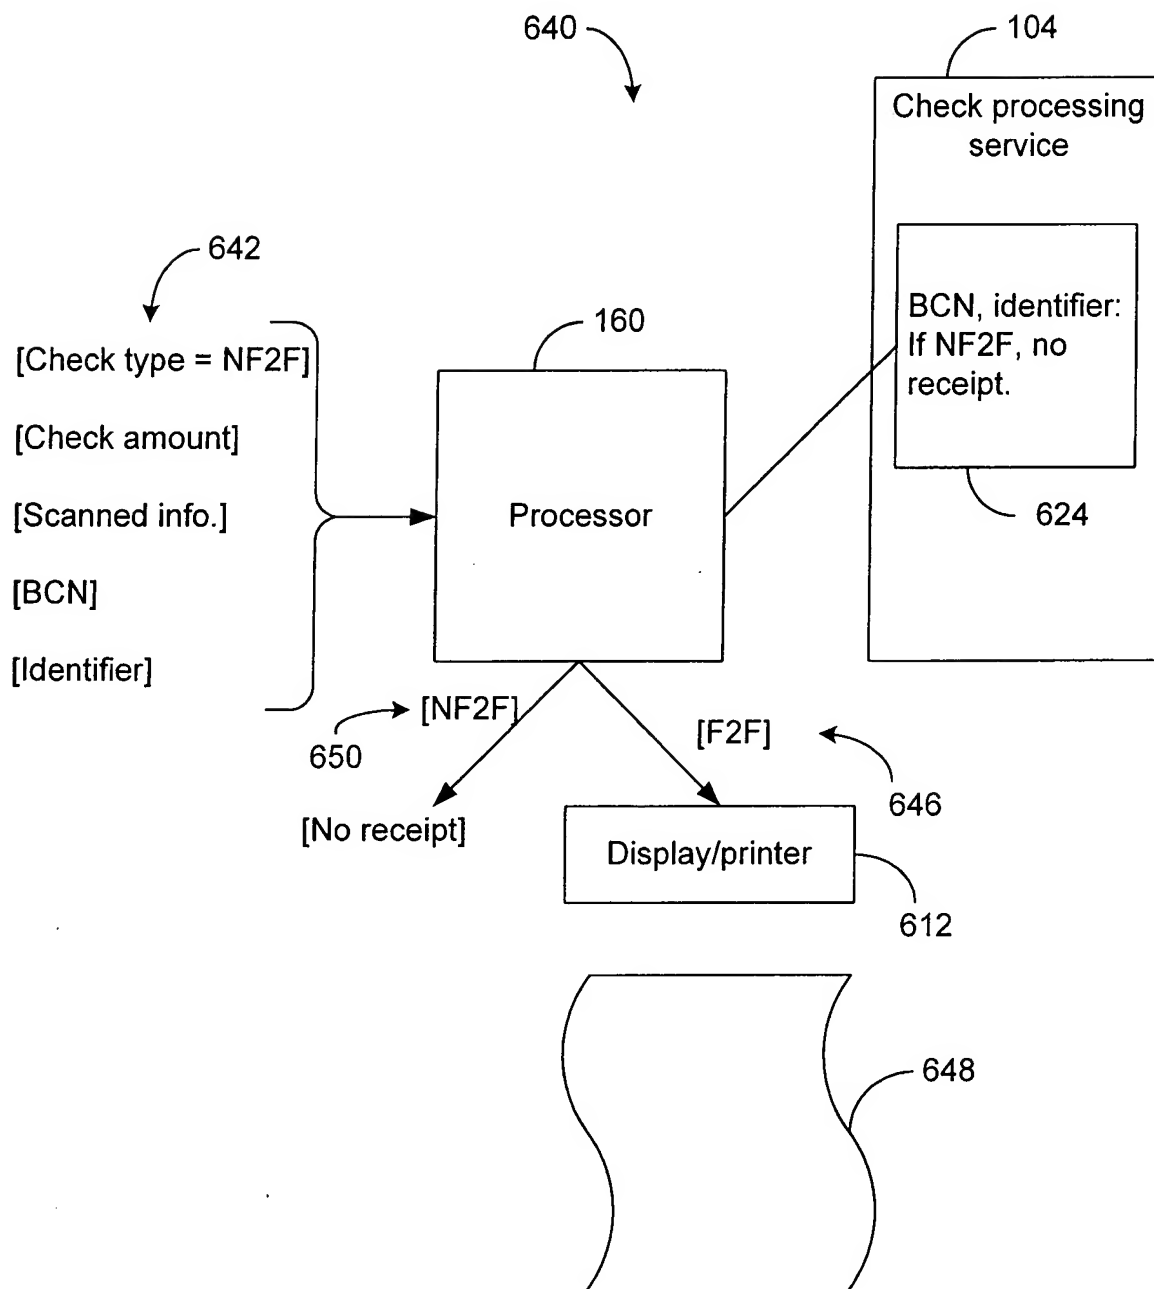 640
104
Check processing
service
642
[Check type = NF2F]
[Check amount]
[Scanned info.]
[BCN]
[Identifier]
160
Processor
BCN, identifier:
If NF2F, no
receipt.
624
[NF2F]
650
[No receipt]
[F2F]
646
Display/printer
612
648